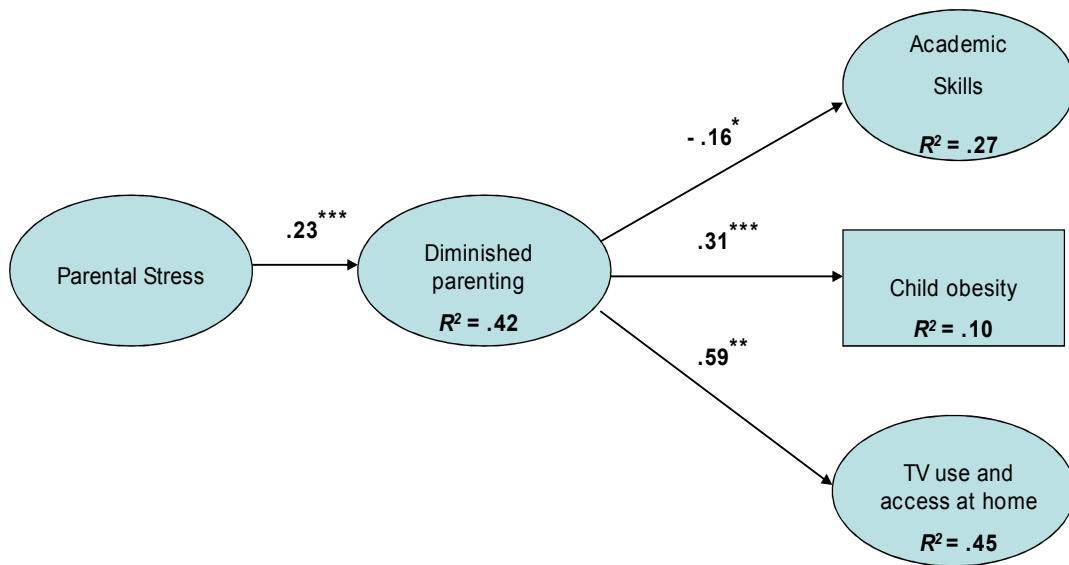 Academic
Skills
R² = .27
- .16*
.23***
.31***
Parental Stress
Diminished
parenting
R² = .42
Child obesity
R² = .10
.59**
TV use and
access at home
R² = .45